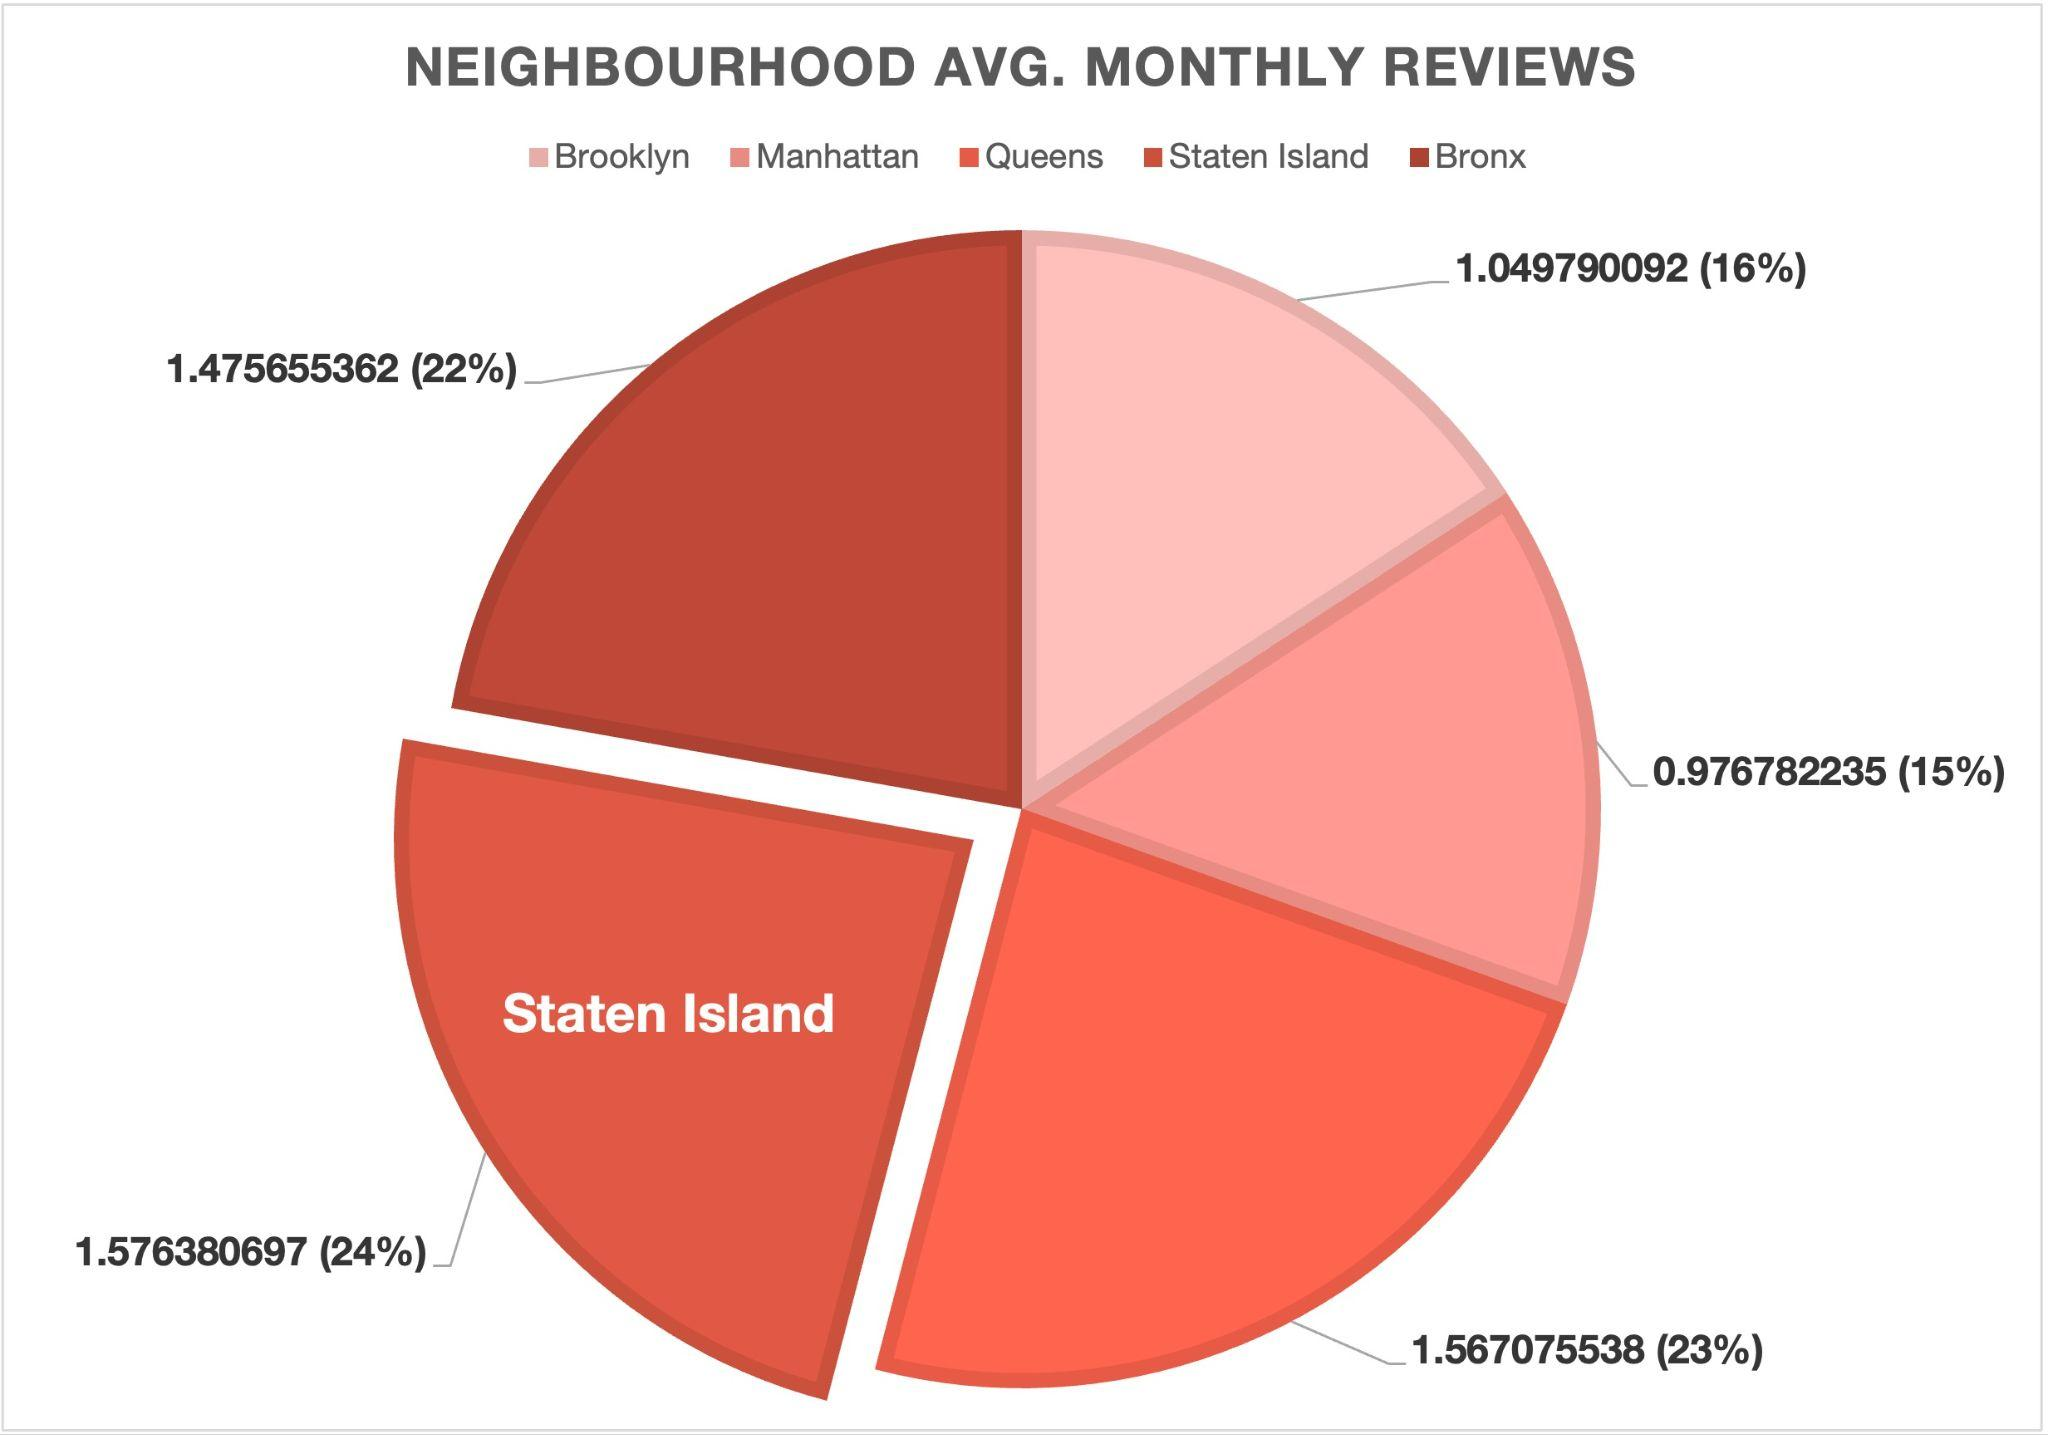 NEIGHBOURHOOD AVG. MONTHLY REVIEWS
Brooklyn Manhattan Queens Staten Island Bronx
1.049790092 (16%)
1.475655362 (22%)
0.976782235 (15%)
Staten Island
1.576380697 (24%)
1.567075538 (23%)